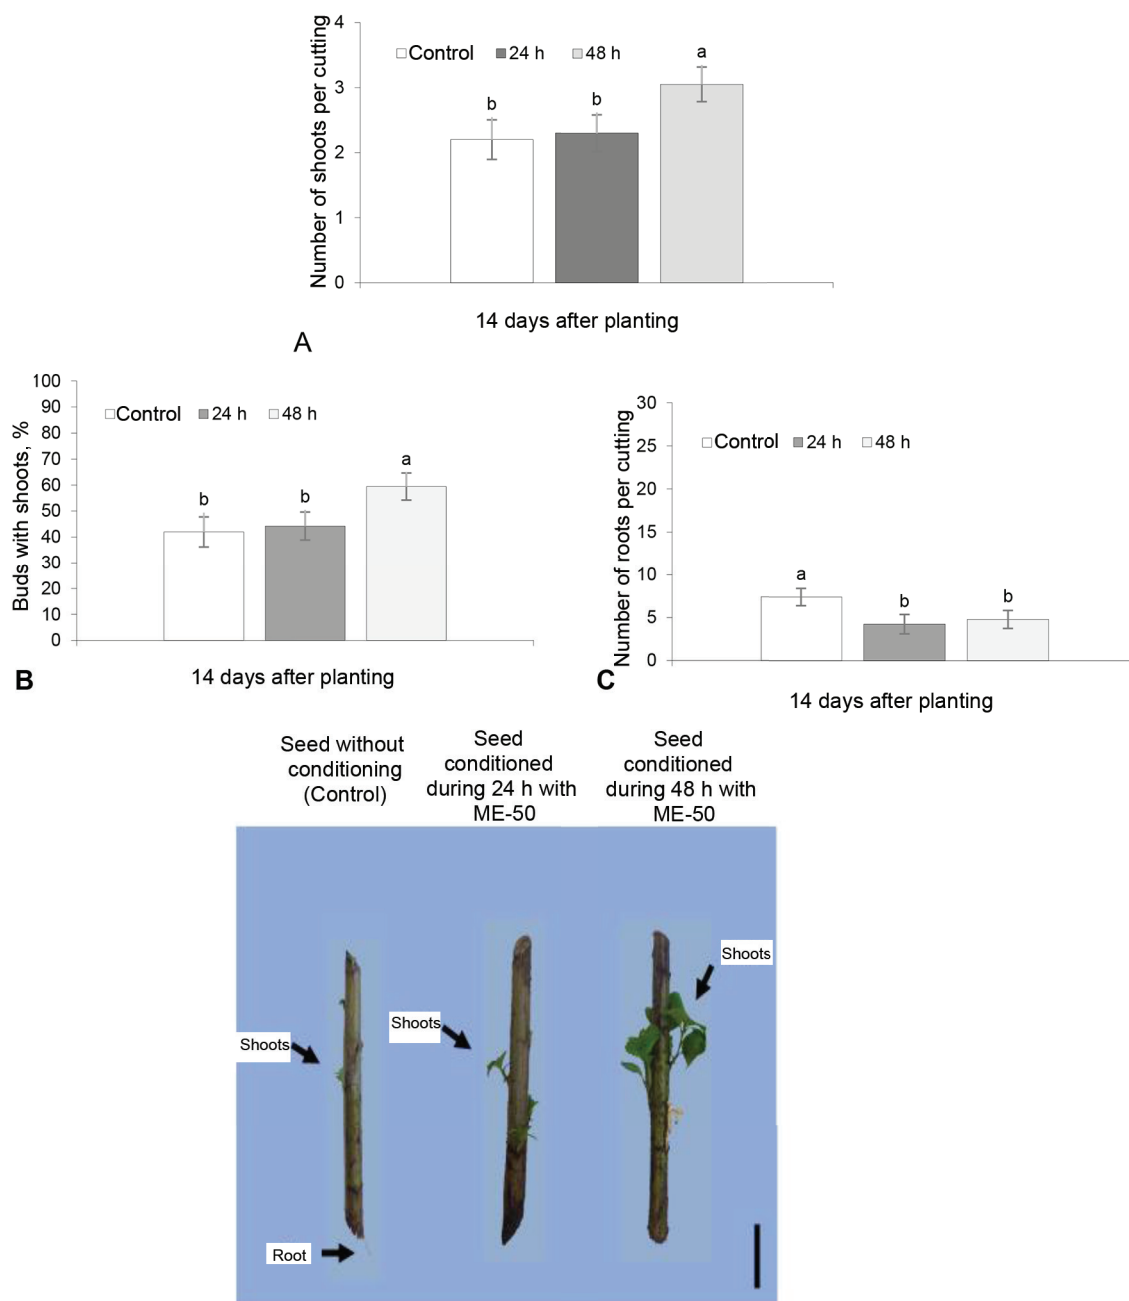 Number of shoots per cutting
4
3
2
1
0
Control 24 h 48 h
b
b
a
14 days after planting
A
Buds with shoots, %
100
90
80
70
60
50
40
30
20
10
0
Control 24 h 48 h
b
b
a
14 days after planting
B
Number of roots per cutting
30
25
20
15
10
5
0
Control 24 h 48 h
a
b
b
14 days after planting
C
Seed without
conditioning
(Control)
Seed
conditioned
during 24 h with
ME-50
Seed
conditioned
during 48 h with
ME-50
Shoots
Shoots
Shoots
Root